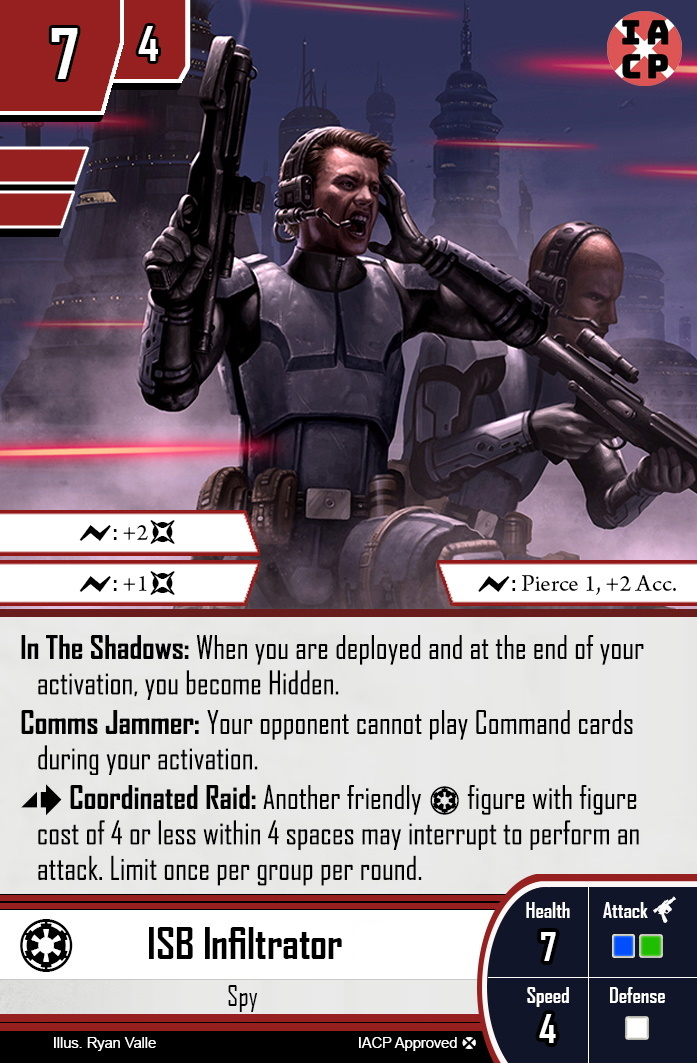 7 4
IA
CP
: +2
: +1
: Pierce 1, +2 Acc.
In The Shadows: When you are deployed and at the end of your
activation, you become Hidden.
Comms Jammer: Your opponent cannot play Command cards
during your activation.
Coordinated Raid: Another friendly figure with figure
cost of 4 or less within 4 spaces may interrupt to perform an
attack. Limit once per group per round.
ISB Infiltrator
Spy
Health
7
Attack
Speed
4
Defense
Illus. Ryan Valle
IACP Approved